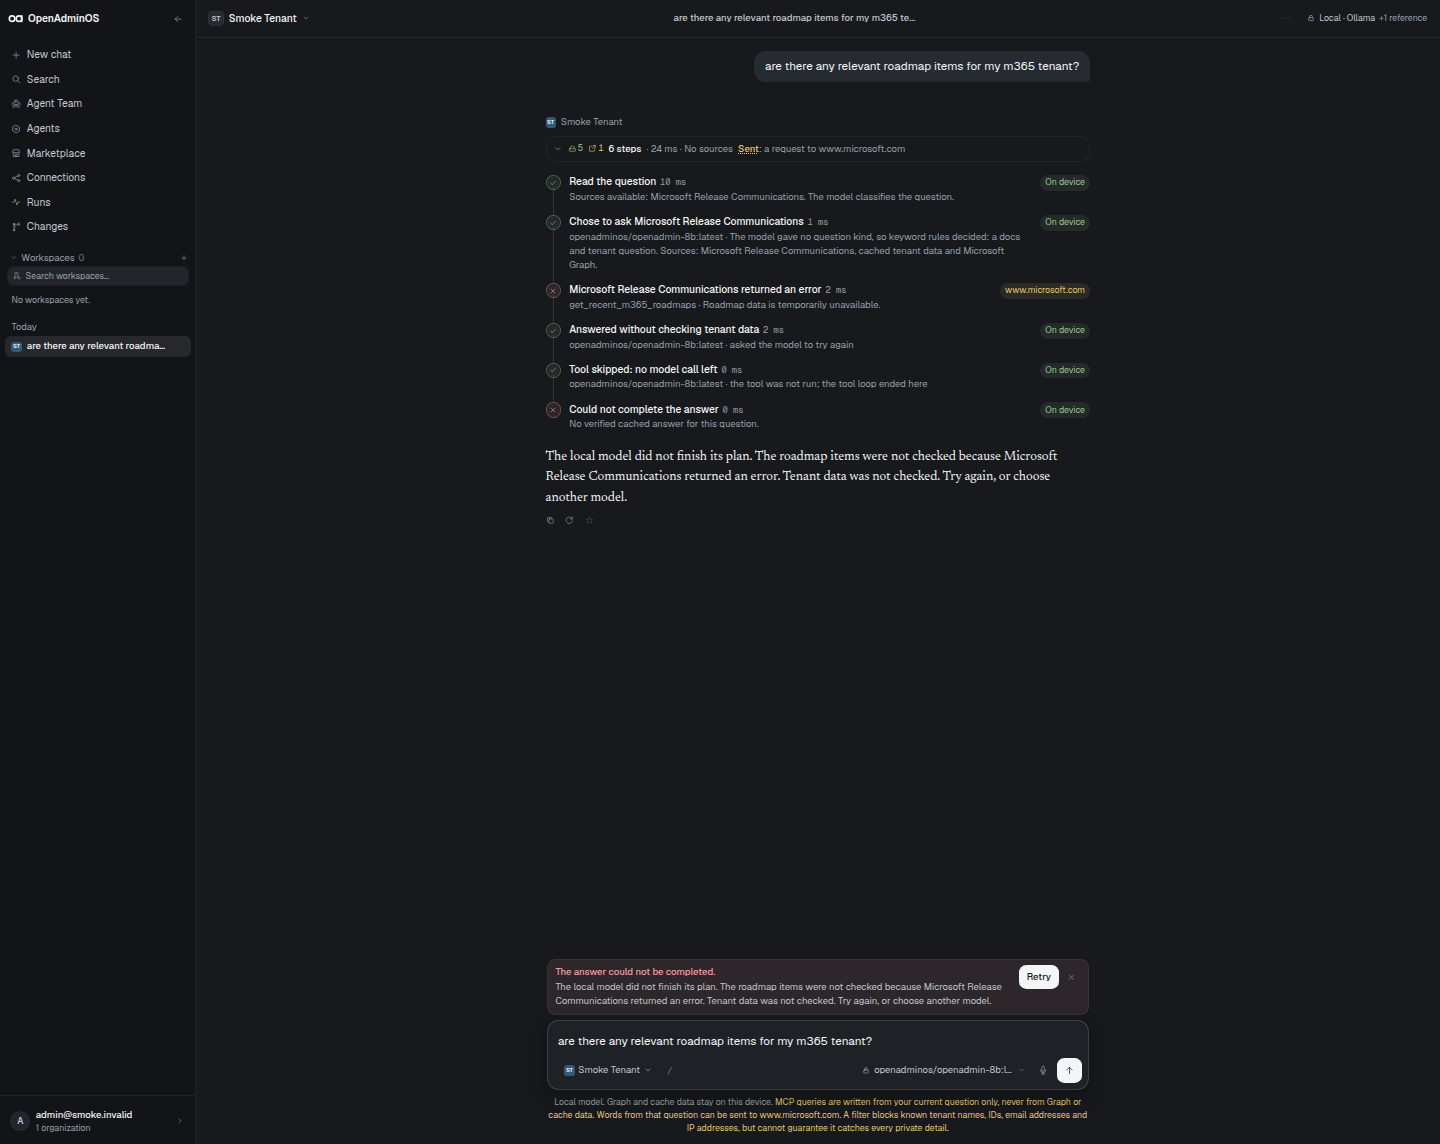 OpenAdminOS
New chat
Search
Agent Team
Agents
Marketplace
Connections
Runs
Changes
Workspaces 0
Search workspaces...
No workspaces yet.
Today
ST are there any relevant roadma...
A
admin@smoke.invalid
1 organization
ST Smoke Tenant
are there any relevant roadmap items for my m365 te...
Local · Ollama +1 reference
are there any relevant roadmap items for my m365 tenant?
ST Smoke Tenant
5 1 6 steps · 24 ms · No sources Sent: a request to www.microsoft.com
Read the question 10 ms On device
Sources available: Microsoft Release Communications. The model classifies the question.
Chose to ask Microsoft Release Communications 1 ms On device
openadminos/openadmin-8b:latest · The model gave no question kind, so keyword rules decided: a docs
and tenant question. Sources: Microsoft Release Communications, cached tenant data and Microsoft
Graph.
Microsoft Release Communications returned an error 2 ms www.microsoft.com
get_recent_m365_roadmaps · Roadmap data is temporarily unavailable.
Answered without checking tenant data 2 ms On device
openadminos/openadmin-8b:latest · asked the model to try again
Tool skipped: no model call left 0 ms On device
openadminos/openadmin-8b:latest · the tool was not run; the tool loop ended here
Could not complete the answer 0 ms On device
No verified cached answer for this question.
The local model did not finish its plan. The roadmap items were not checked because Microsoft
Release Communications returned an error. Tenant data was not checked. Try again, or choose
another model.
The answer could not be completed.
The local model did not finish its plan. The roadmap items were not checked because Microsoft Release
Communications returned an error. Tenant data was not checked. Try again, or choose another model.
Retry
are there any relevant roadmap items for my m365 tenant?
ST Smoke Tenant / openadminos/openadmin-8b:l...
Local model. Graph and cache data stay on this device. MCP queries are written from your current question only, never from Graph or
cache data. Words from that question can be sent to www.microsoft.com. A filter blocks known tenant names, IDs, email addresses and
IP addresses, but cannot guarantee it catches every private detail.